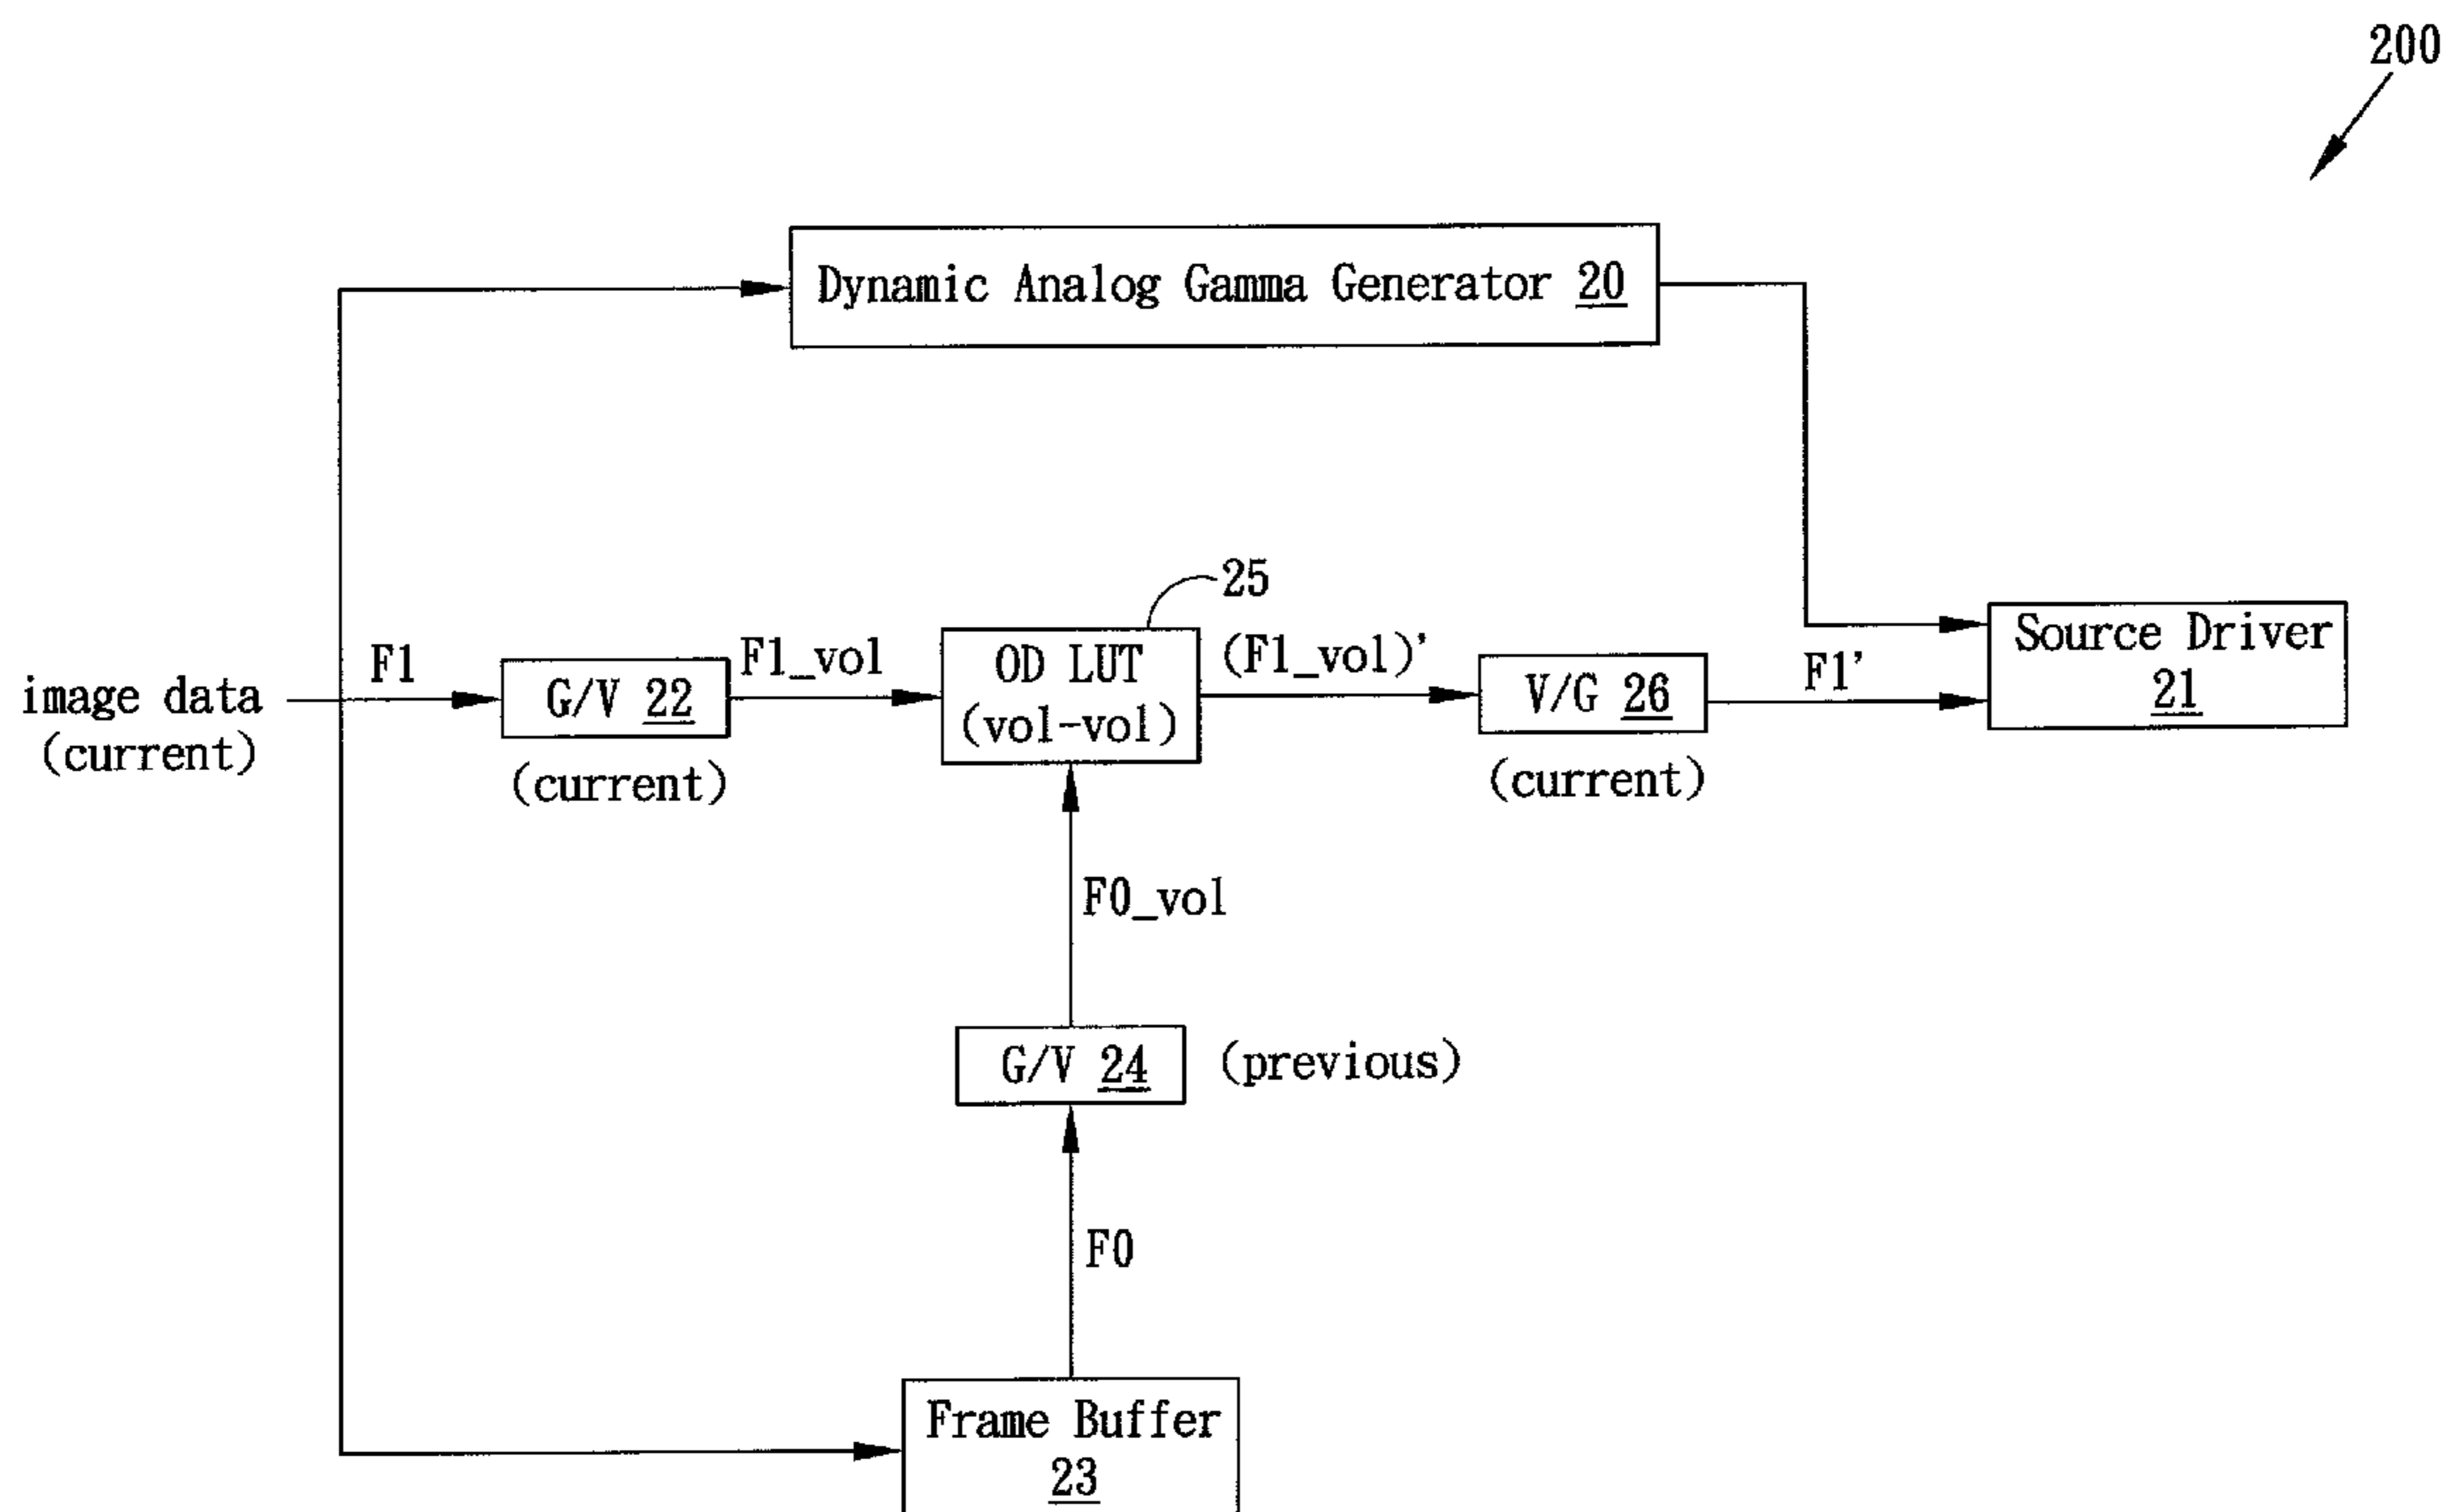 200
Dynamic Analog Gamma Generator 20
25
F1
F1_vol
OD LUT
(vol-vol)
(F1_vol)'
F1'
Source Driver
21
image data
(current)
G/V 22
(current)
V/G 26
(current)
F0_vol
G/V 24
(previous)
F0
Frame Buffer
23